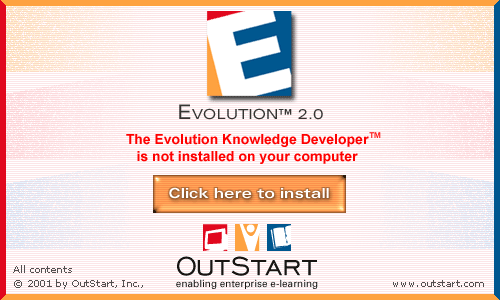 E
EVOLUTION™ 2.0
The Evolution Knowledge Developer™
is not installed on your computer
Click here to install
OUTSTART
enabling enterprise e-learning
All contents
© 2001 by OutStart, Inc.,
www.outstart.com